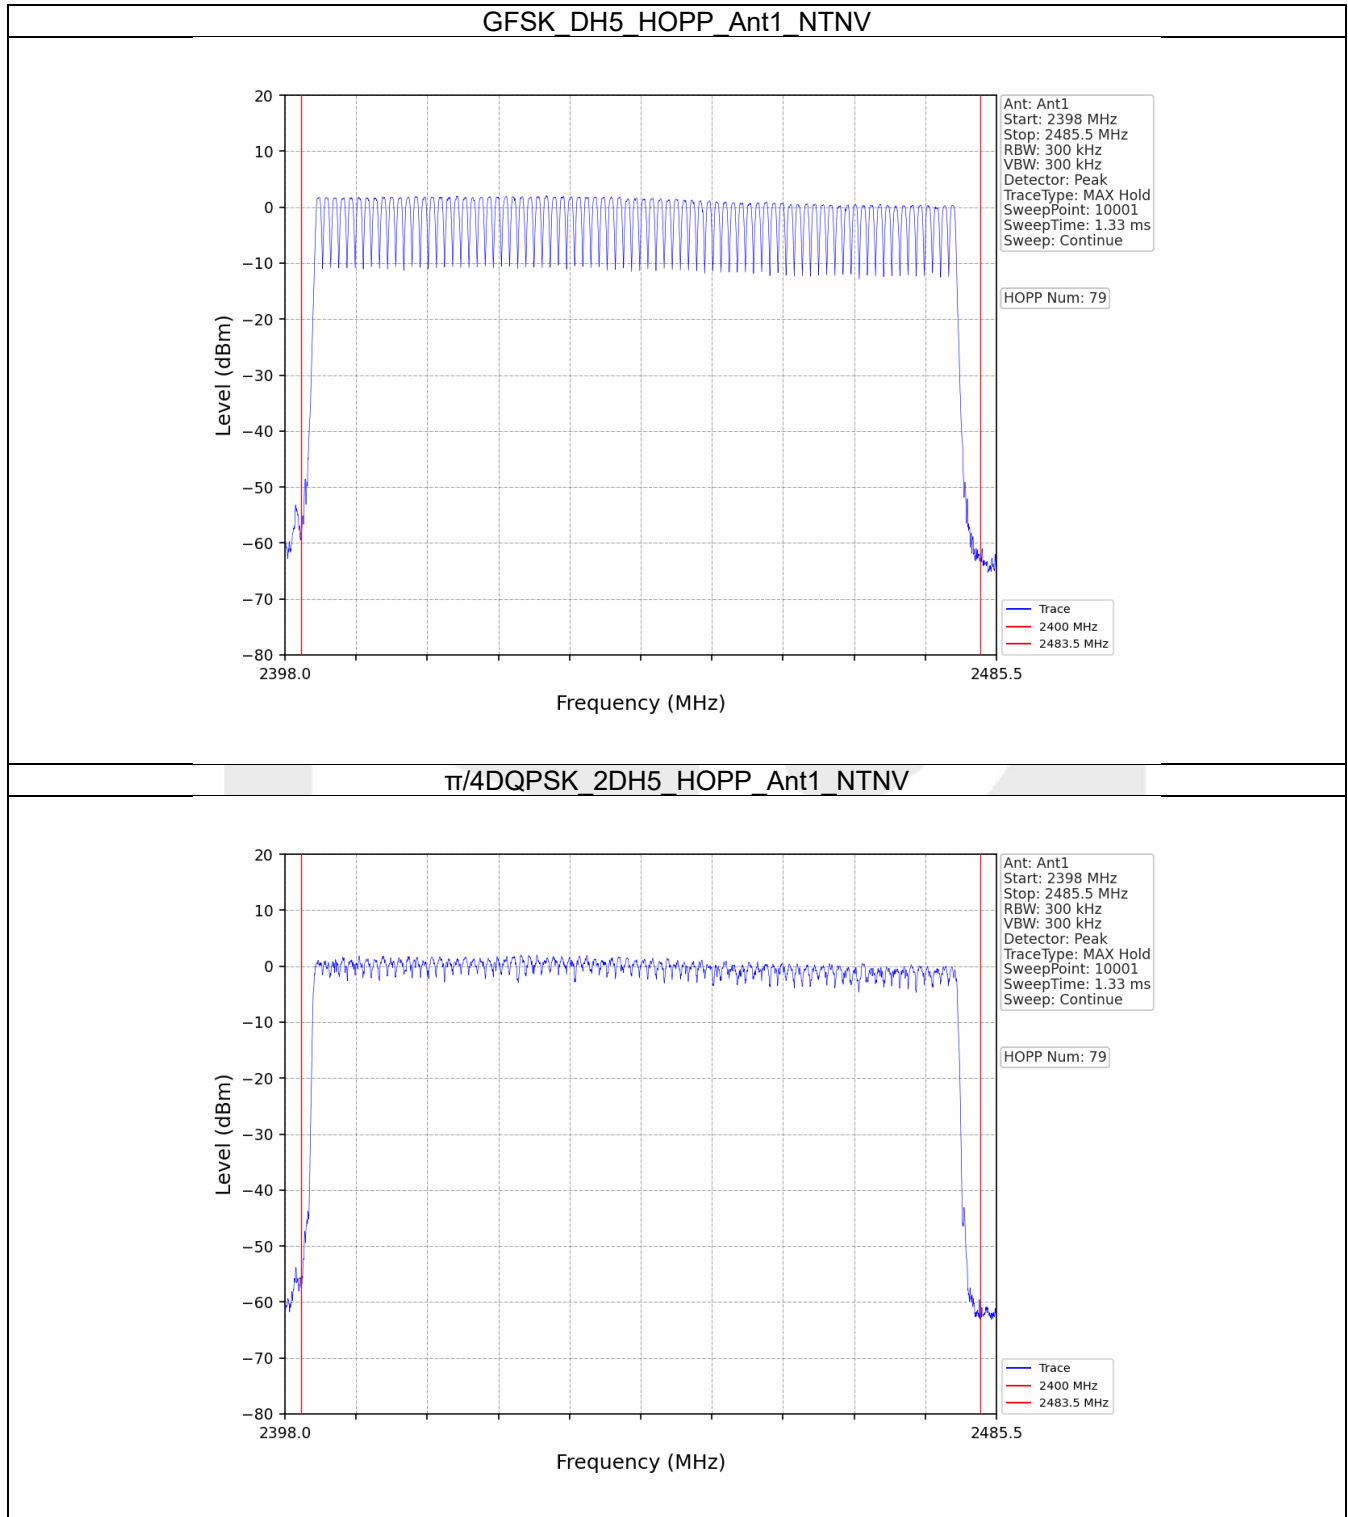 GFSK_DH5_HOPP_Ant1_NTNV
20
10
0
−10
−20
−30
−40
−50
−60
−70
−80
Level (dBm)
2398.0
2485.5
Frequency (MHz)
Ant: Ant1
Start: 2398 MHz
Stop: 2485.5 MHz
RBW: 300 kHz
VBW: 300 kHz
Detector: Peak
TraceType: MAX Hold
SweepPoint: 10001
SweepTime: 1.33 ms
Sweep: Continue
HOPP Num: 79
Trace
2400 MHz
2483.5 MHz
π/4DQPSK_2DH5_HOPP_Ant1_NTNV
20
10
0
−10
−20
−30
−40
−50
−60
−70
−80
Level (dBm)
2398.0
2485.5
Frequency (MHz)
Ant: Ant1
Start: 2398 MHz
Stop: 2485.5 MHz
RBW: 300 kHz
VBW: 300 kHz
Detector: Peak
TraceType: MAX Hold
SweepPoint: 10001
SweepTime: 1.33 ms
Sweep: Continue
HOPP Num: 79
Trace
2400 MHz
2483.5 MHz